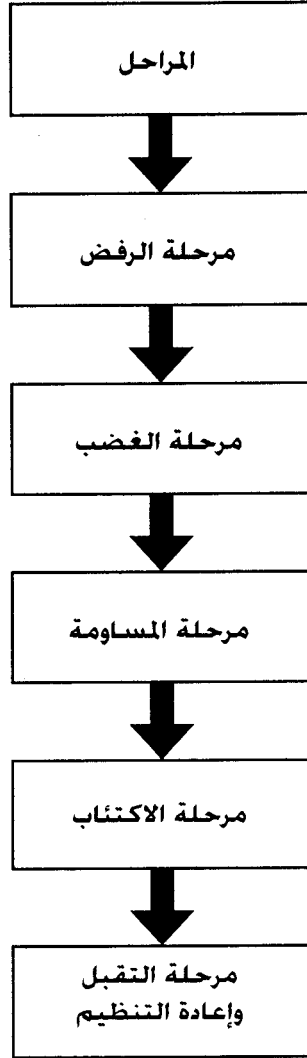 المراحل
مرحلة الرفض
مرحلة الغضب
مرحلة المساومة
مرحلة الاكتئاب
مرحلة التقبل
وإعادة التنظيم